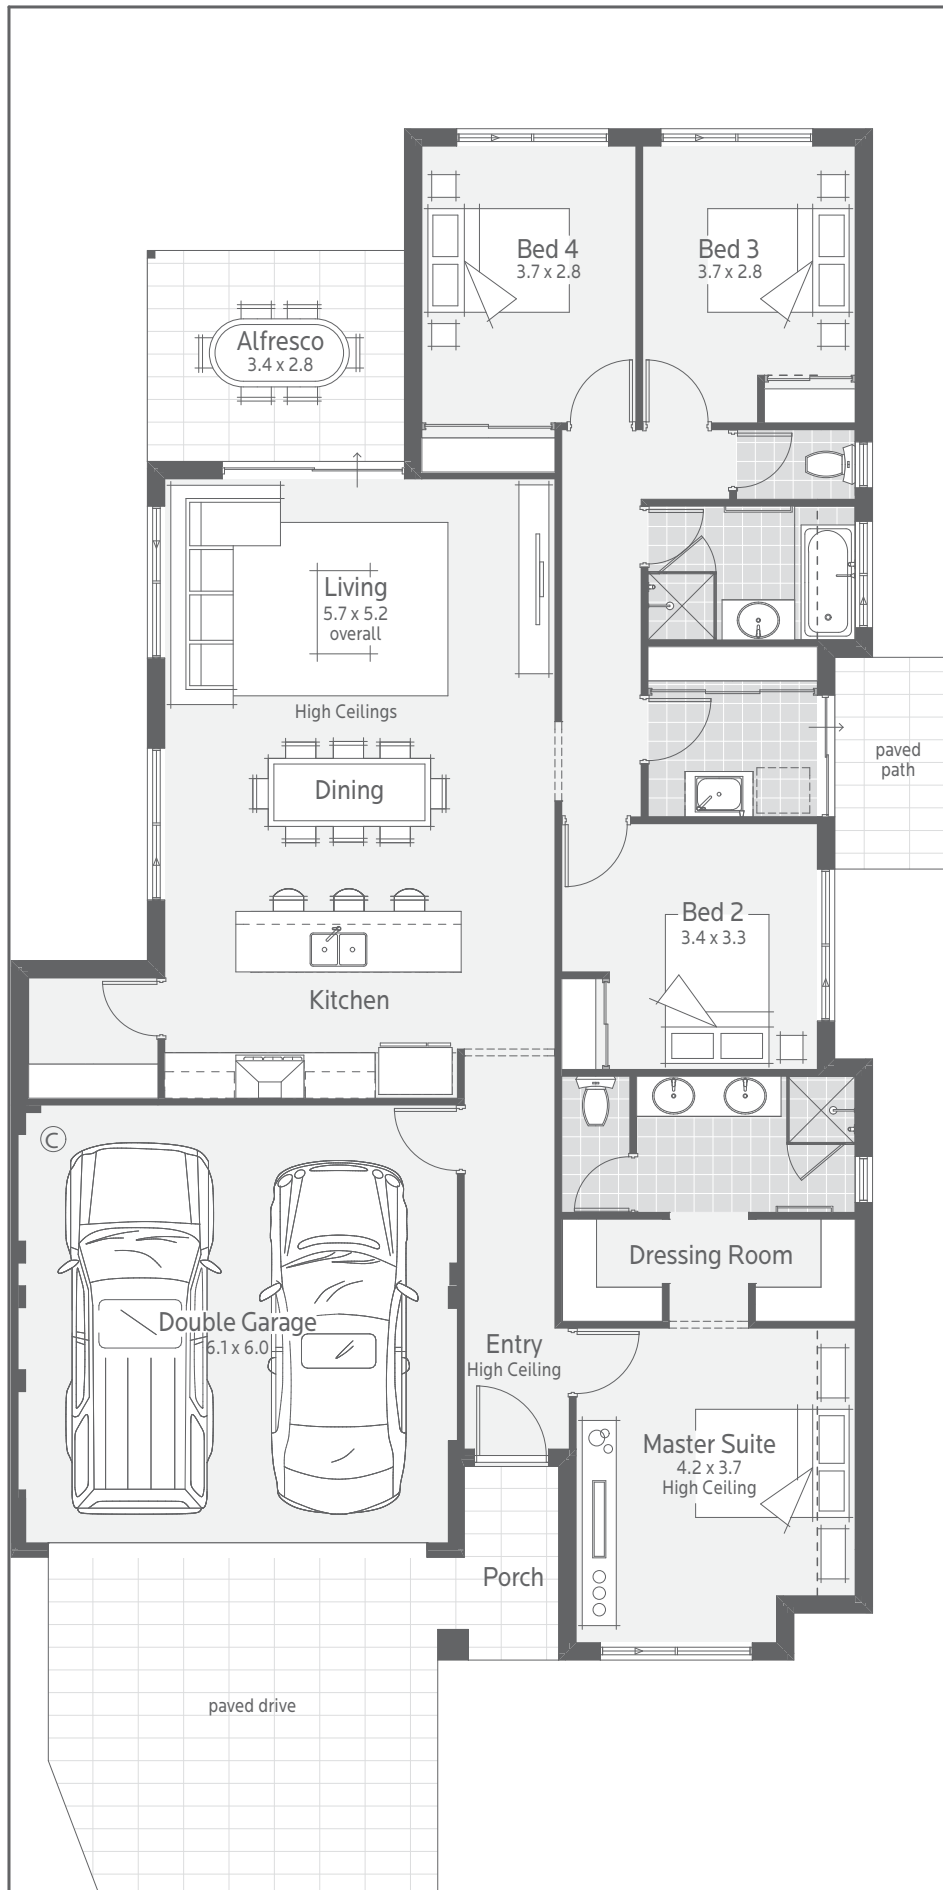 Bed 4
3.7 x 2.8
Bed 3
3.7 x 2.8
Alfresco
3.4 x 2.8
Living
5.7 x 5.2
overall
High Ceilings
paved
path
Dining
Bed 2
3.4 x 3.3
Kitchen
C
Dressing Room
Double Garage
6.1 x 6.0
Entry
High Ceiling
Master Suite
4.2 x 3.7
High Ceiling
Porch
paved drive